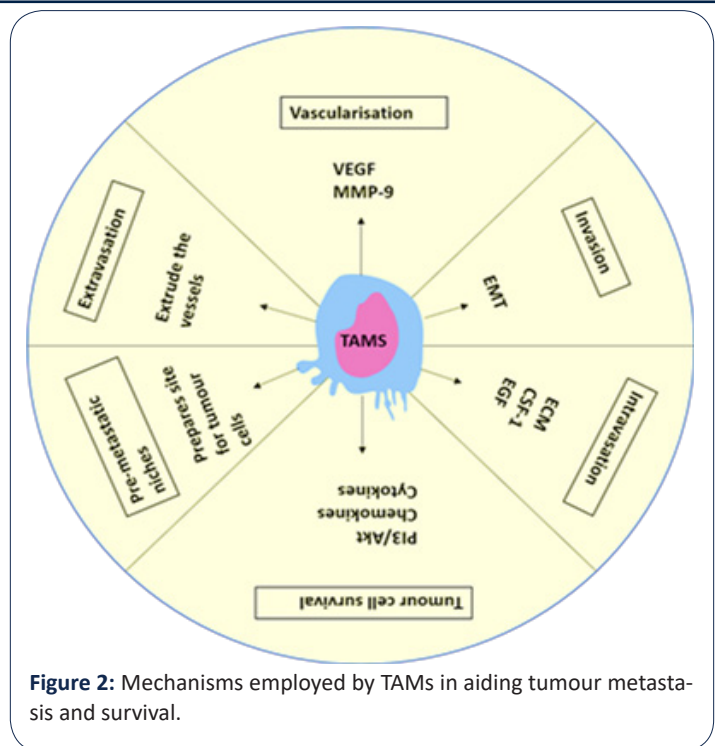 Vascularisation
VEGF
MMP-9
Invasion
EMT
Intravasation
ECM
CSF-1
EGF
Tumour cell survival
PI3/Akt
Chemokines
Cytokines
Pre-metastatic
niches
Prepares site
for tumour
cells
Extravasation
Extrude the
vessels
TAMS
Figure 2: Mechanisms employed by TAMs in aiding tumour metasta-
sis and survival.